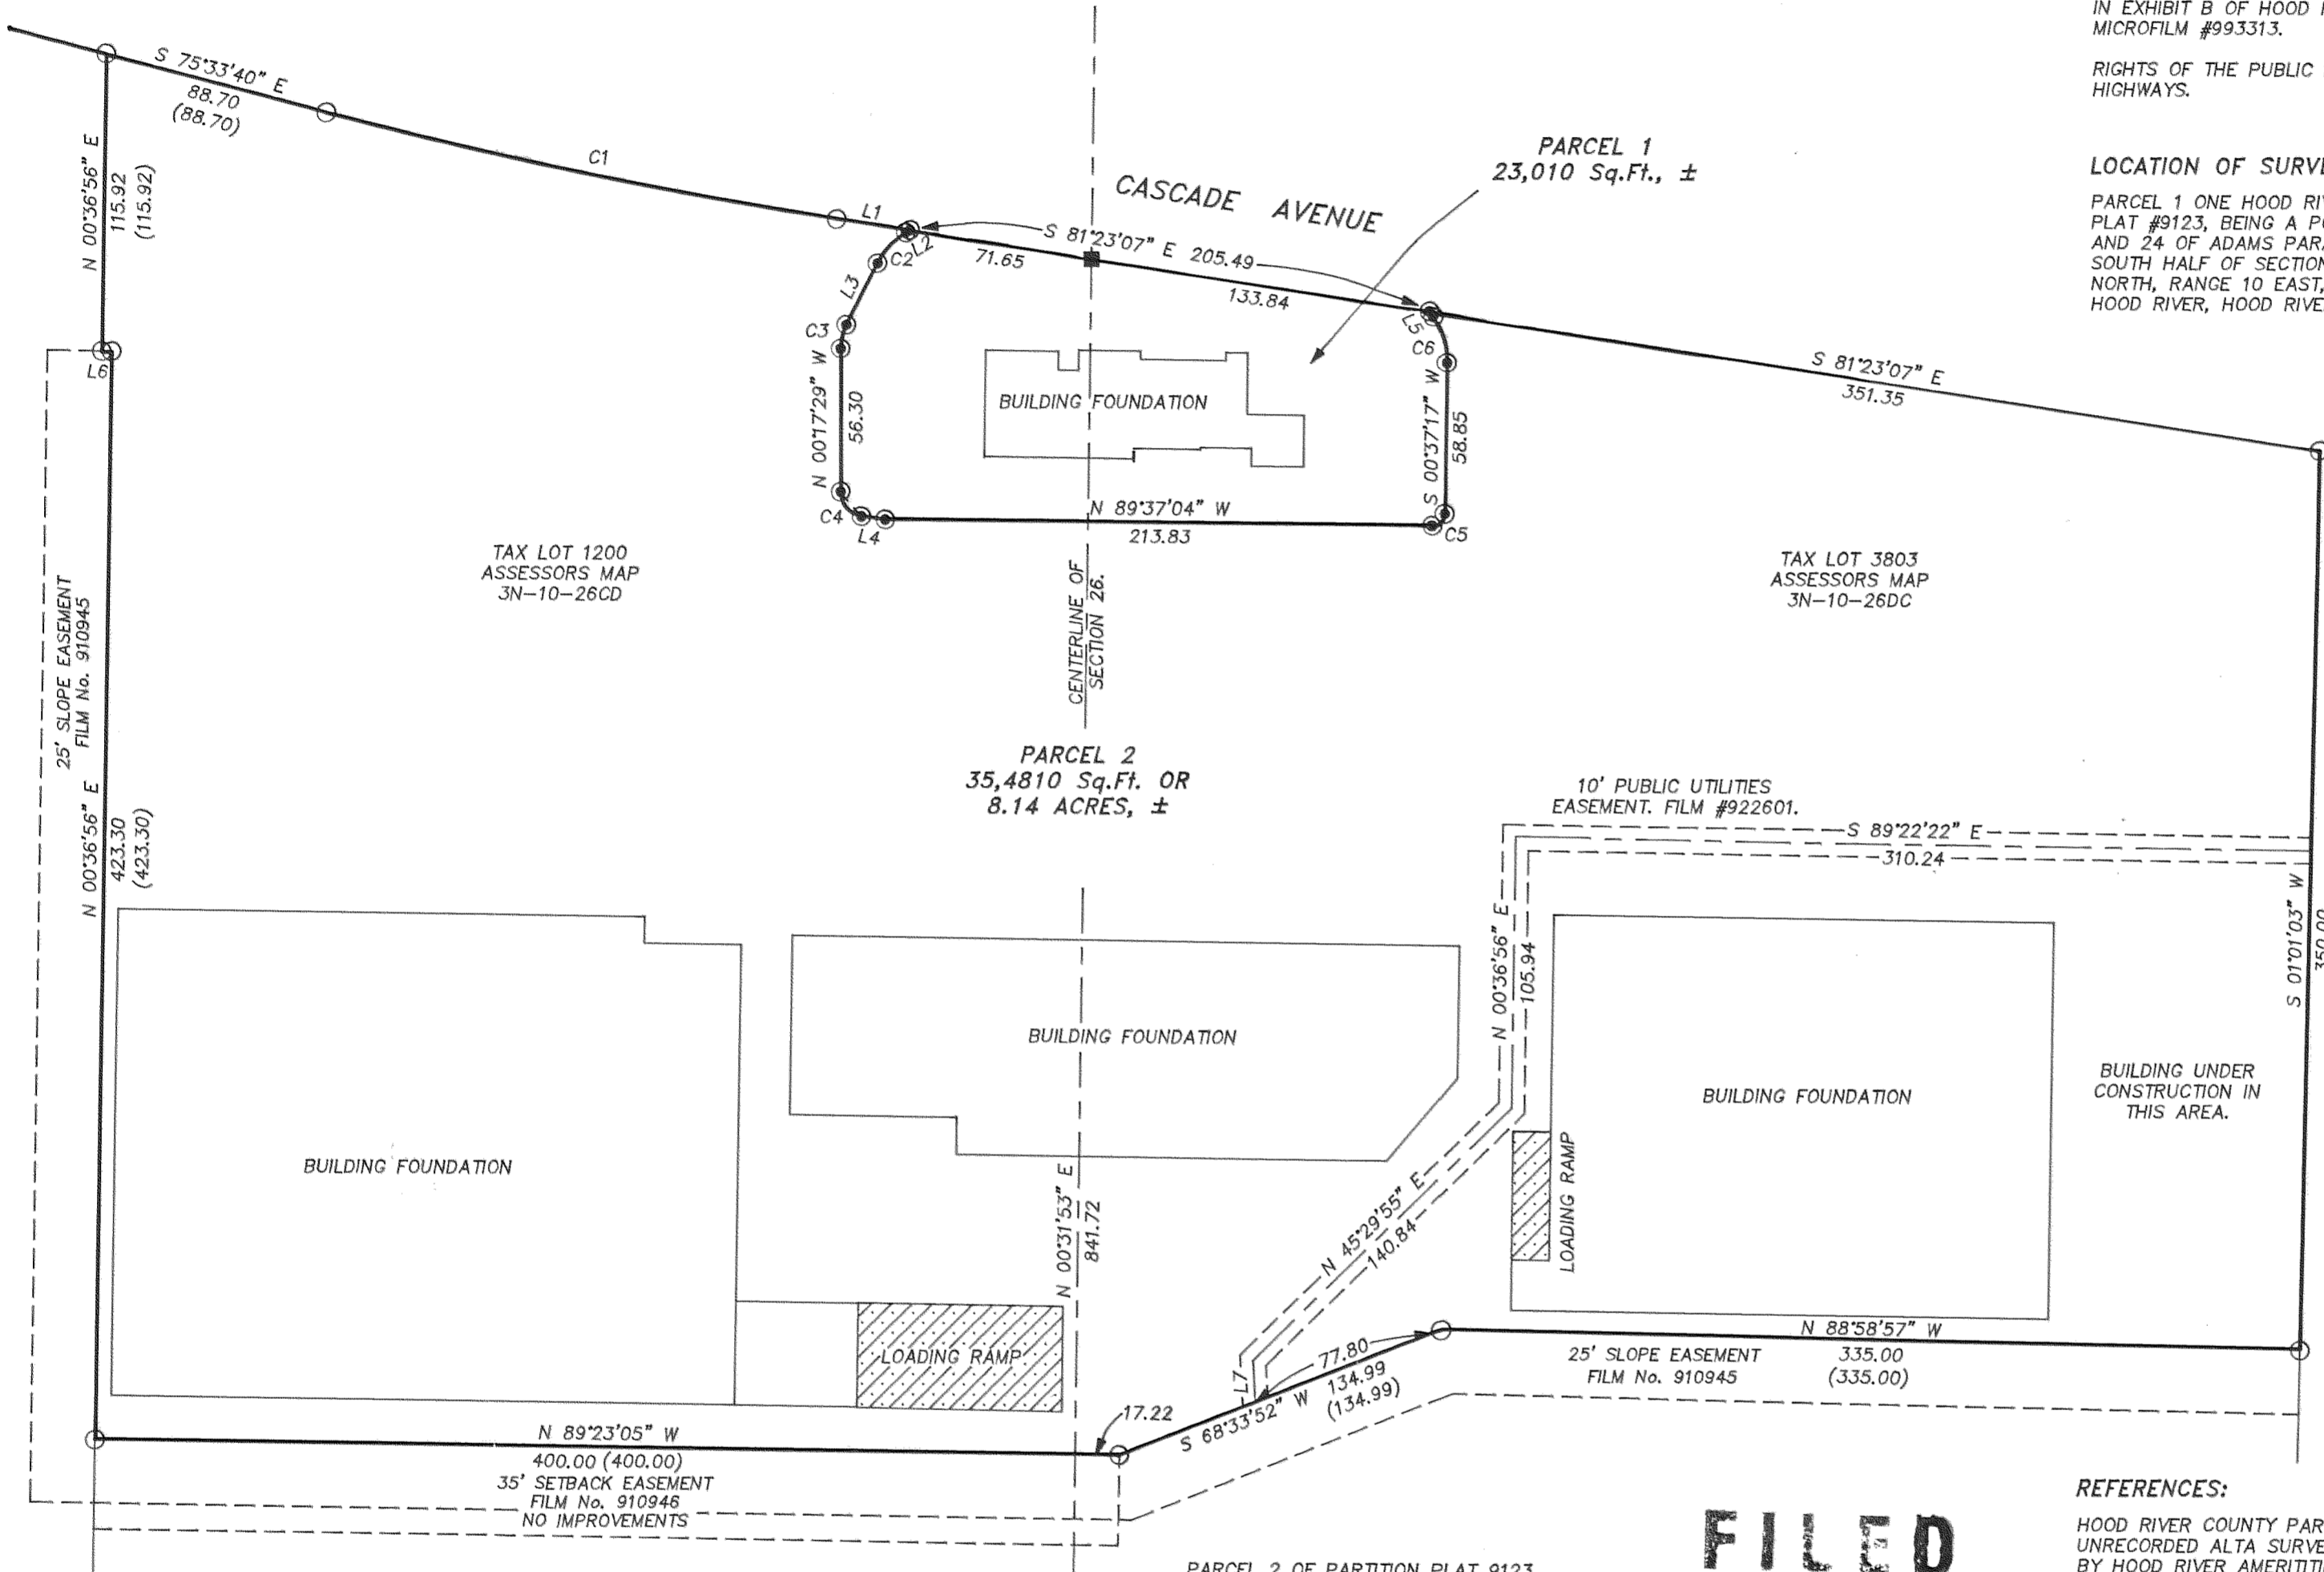 IN EXHIBIT B OF HOOD
MICROFILM #993313.
RIGHTS OF THE PUBLIC
HIGHWAYS.
LOCATION OF SURVE
PARCEL 1 ONE HOOD RI
PLAT #9123, BEING A P
AND 24 OF ADAMS PAR
SOUTH HALF OF SECTION
NORTH, RANGE 10 EAST,
HOOD RIVER, HOOD RIVE
S 75°33'40" E
88.70
(88.70)
N 00°36'56" E
115.92
(115.92)
C1
L1
L2
C2
L3
C3
L6
CASCADE AVENUE
PARCEL 1
23,010 Sq.Ft., ±
S 81°23'07" E 205.49
71.65
133.84
L5
C6
S 81°23'07" E
351.35
N 00°17'29" W
56.30
BUILDING FOUNDATION
S 00°37'17" W
58.85
C4
L4
N 89°37'04" W
213.83
C5
TAX LOT 1200
ASSESSORS MAP
3N-10-26CD
CENTERLINE OF
SECTION 26.
TAX LOT 3803
ASSESSORS MAP
3N-10-26DC
25' SLOPE EASEMENT
FILM No. 910945
N 00°36'56" E
423.30
(423.30)
PARCEL 2
35,4810 Sq.Ft. OR
8.14 ACRES, ±
10' PUBLIC UTILITIES
EASEMENT. FILM #922601.
S 89°22'22" E
310.24
S 01°01'03" W
350.00
N 00°36'56" E
105.94
BUILDING FOUNDATION
BUILDING FOUNDATION
BUILDING FOUNDATION
BUILDING UNDER
CONSTRUCTION IN
THIS AREA.
LOADING RAMP
N 00°31'53" E
841.72
N 45°29'55" E
140.84
LOADING RAMP
L7
77.80
134.99
(134.99)
S 68°33'52" W
17.22
N 88°58'57" W
335.00
(335.00)
25' SLOPE EASEMENT
FILM No. 910945
N 89°23'05" W
400.00 (400.00)
35' SETBACK EASEMENT
FILM No. 910946
NO IMPROVEMENTS
REFERENCES:
HOOD RIVER COUNTY PAR
UNRECORDED ALTA SURVE
BY HOOD RIVER AMERITIT
FILED
PARCEL 2 OF PARTITION PLAT 9123